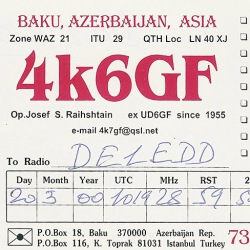 BAKU, AZERBAIJAN, ASIA
Zone WAZ 21 ITU 29 QTH Loc LN 40 XJ
4k6GF
Op.Josef S. Raihshtain ex UD6GF since 1955
e-mail 4k7gf@qsl.net
To Radio DL2LDD
Day Month Year UTC MHz RST
20 3 00 1019 28 59 59
P.O.Box 18, Baku 370000 Azerbaijan Rep.
P.O.Box 116, K. Toprak 81031 Istanbul Turkey
73